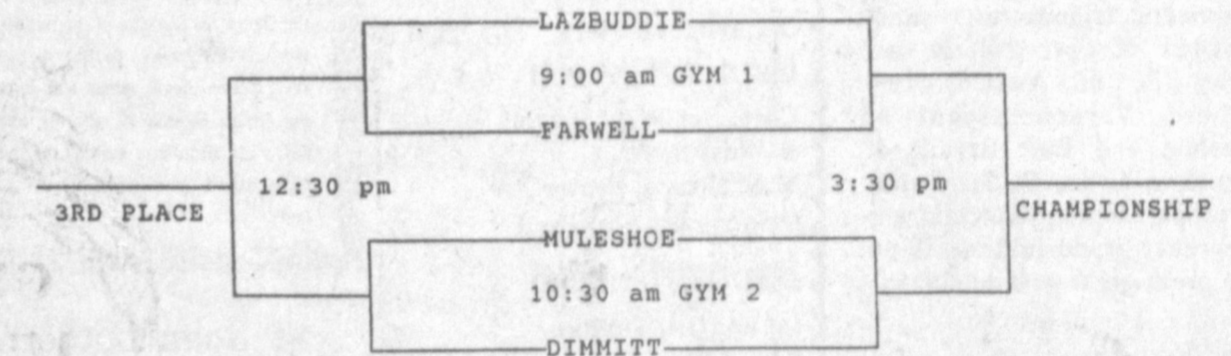 LAZBUDDIE
9:00 am GYM 1
FARWELL
12:30 pm
3:30 pm
3RD PLACE
CHAMPIONSHIP
MULESHOE
10:30 am GYM 2
DIMMITT